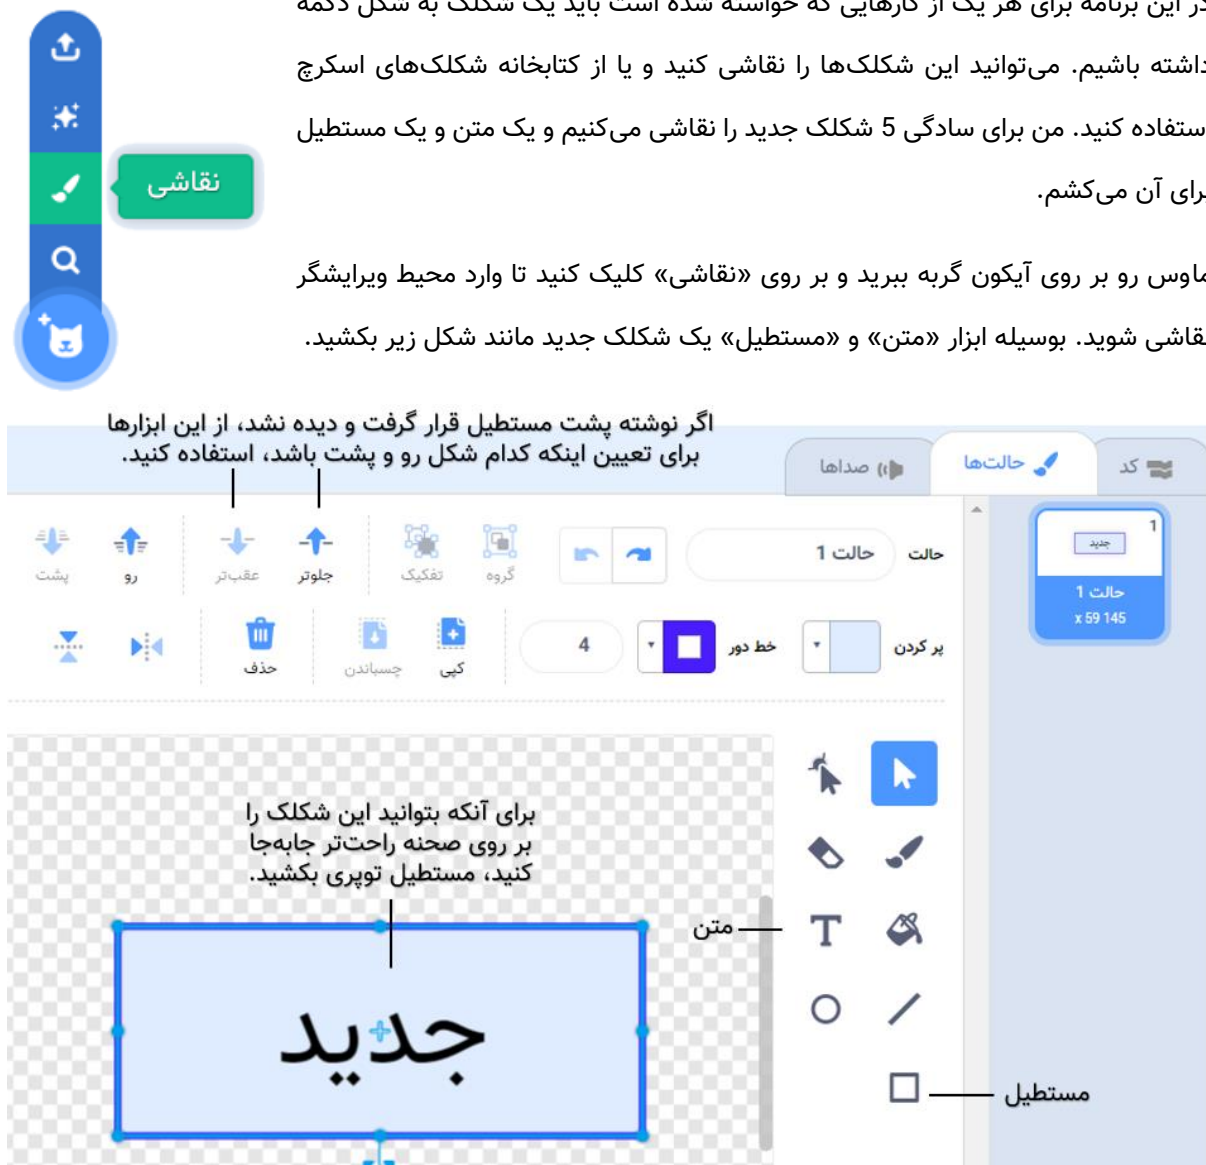 در این برنامه برای هر یک از کارهایی که خواسته شده است باید یک شکلک به شکل دکمه
داشته باشیم. می‌توانید این شکلک‌ها را نقاشی کنید و یا از کتابخانه شکلک‌های اسکرچ
استفاده کنید. من برای سادگی 5 شکلک جدید را نقاشی می‌کنیم و یک متن و یک مستطیل
برای آن می‌کشم.
نقاشی
ماوس رو بر روی آیکون گربه ببرید و بر روی «نقاشی» کلیک کنید تا وارد محیط ویرایشگر
نقاشی شوید. بوسیله ابزار «متن» و «مستطیل» یک شکلک جدید مانند شکل زیر بکشید.
اگر نوشته پشت مستطیل قرار گرفت و دیده نشد، از این ابزارها
برای تعیین اینکه کدام شکل رو و پشت باشد، استفاده کنید.
کد
حالت‌ها
صداها
1
جدید
حالت 1
145 x 59
حالت
حالت 1
گروه
تفکیک
جلوتر
عقب‌تر
رو
پشت
پر کردن
خط دور
4
کپی
چسباندن
حذف
برای آنکه بتوانید این شکلک را
بر روی صحنه راحت‌تر جابه‌جا
کنید، مستطیل توپری بکشید.
متن
T
جدید
مستطیل